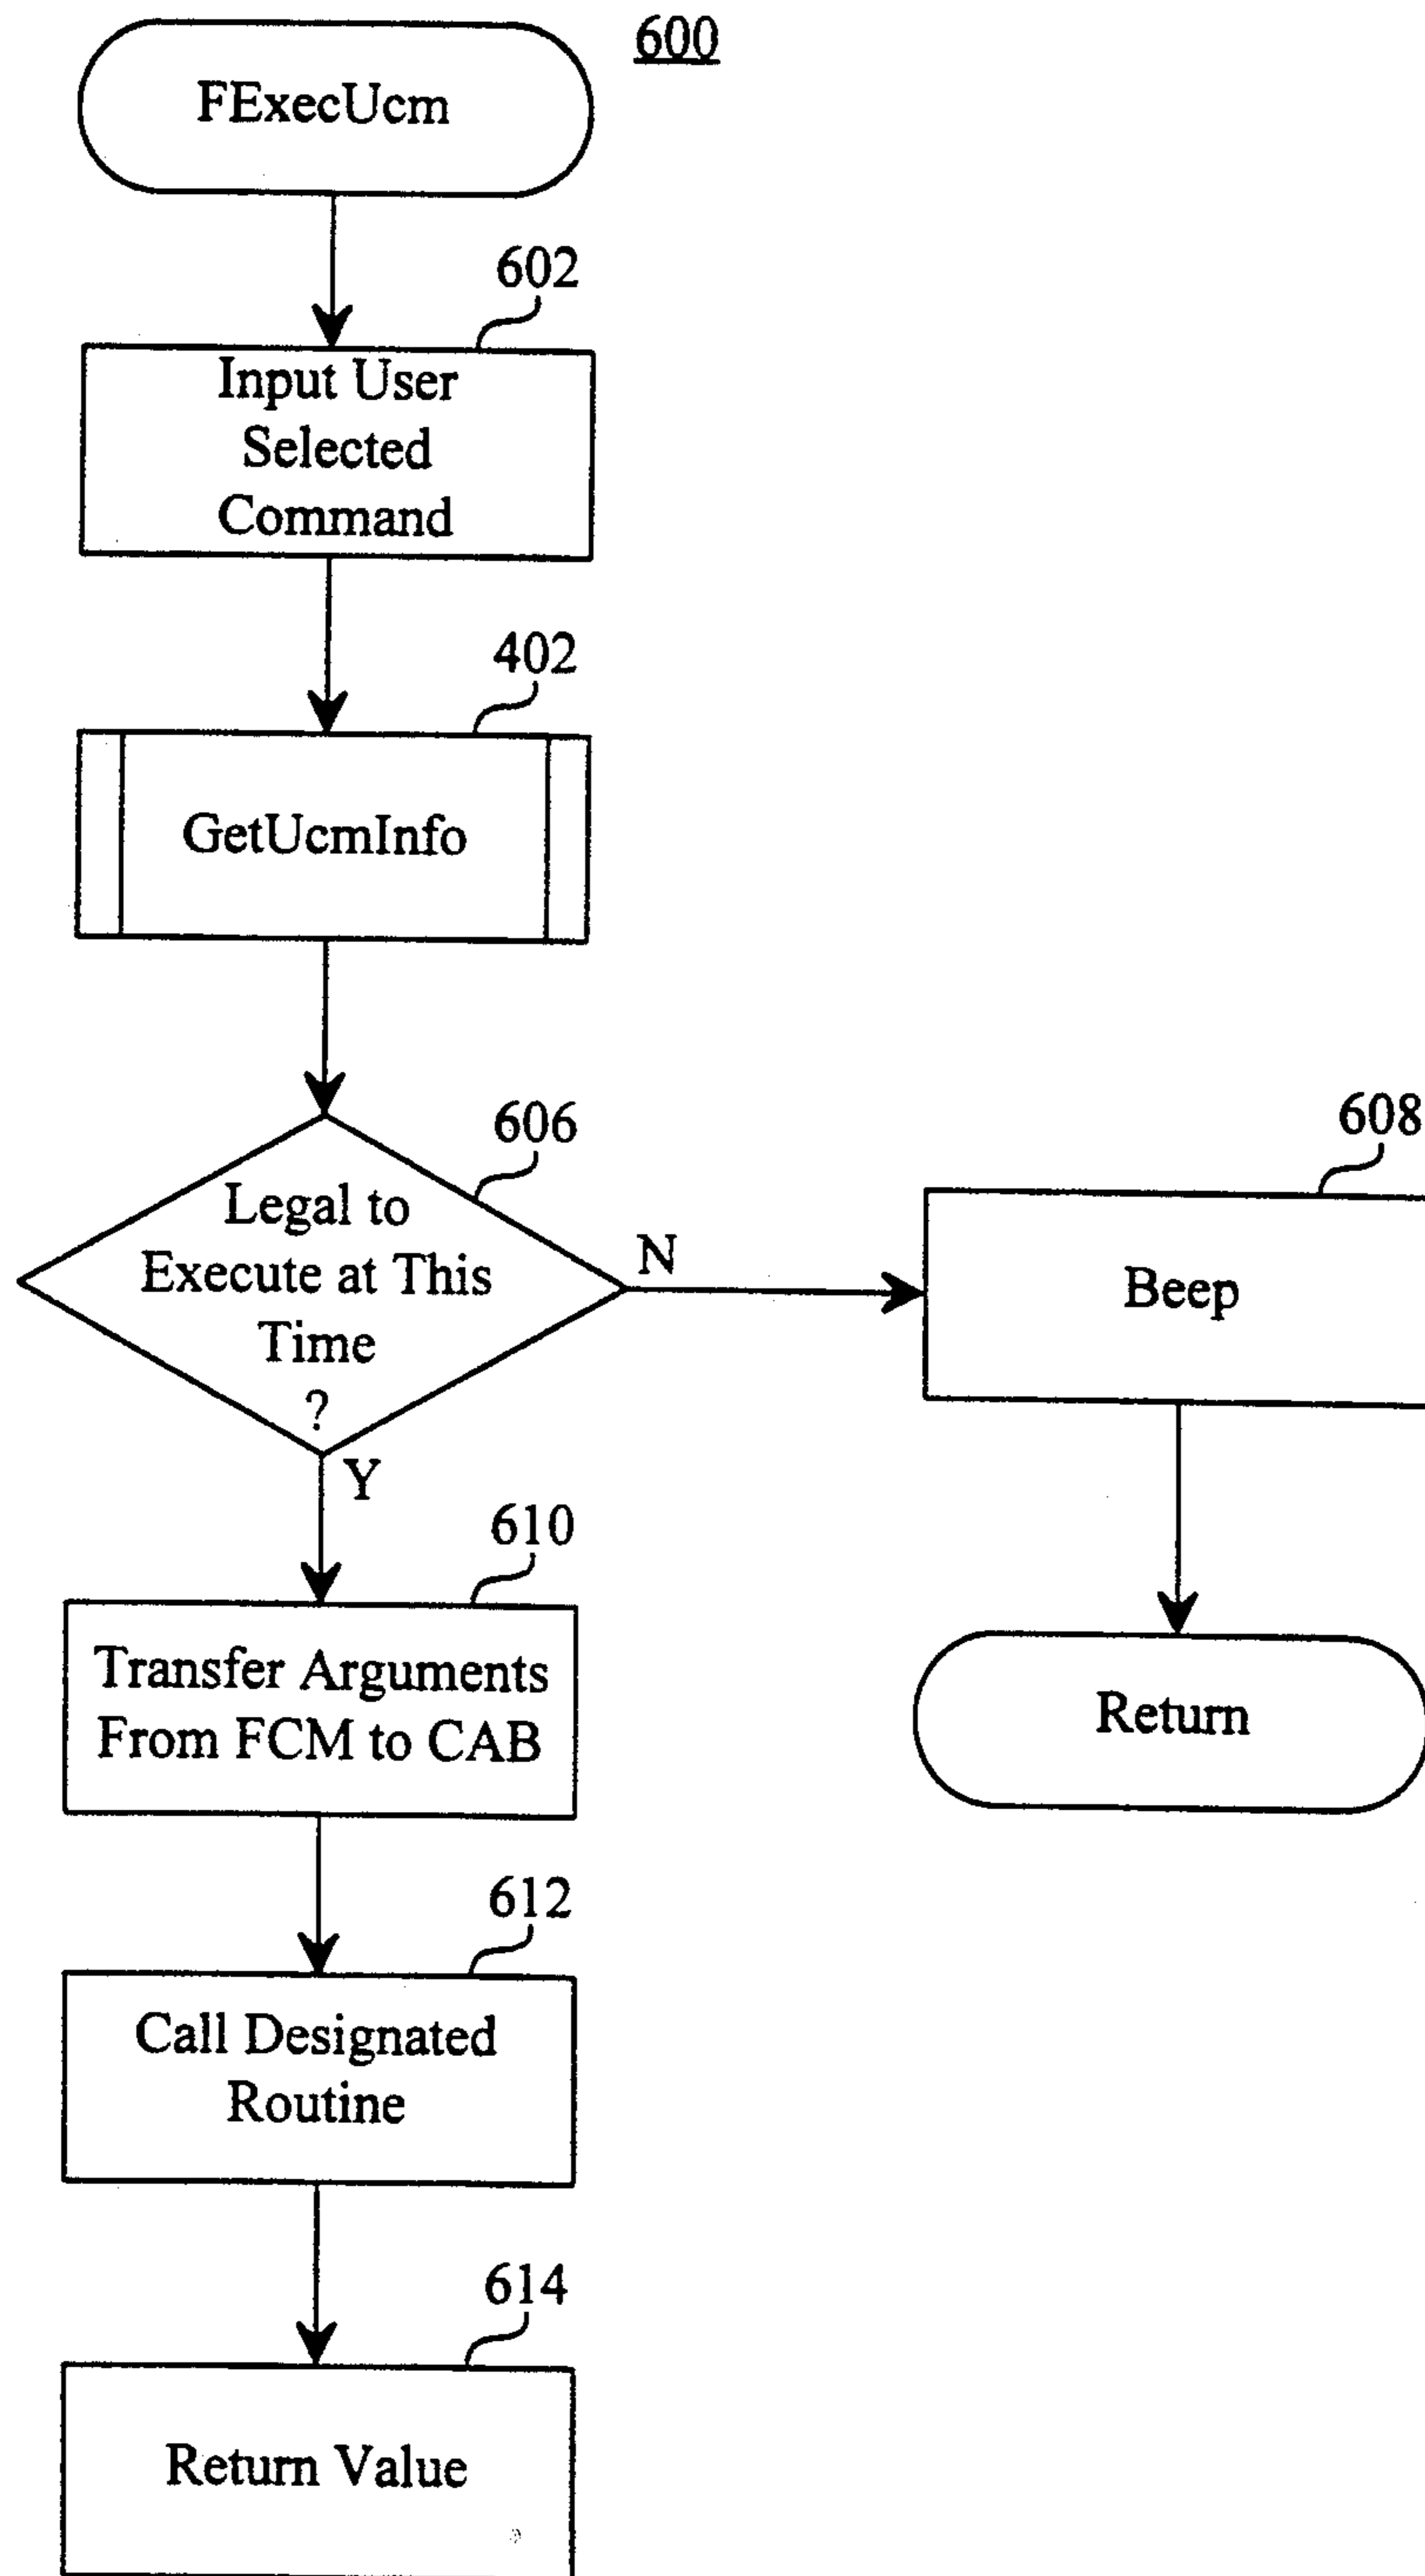 600
FExecUcm
602
Input User
Selected
Command
402
GetUcmInfo
606
Legal to
Execute at This
Time
?
N
Y
608
Beep
Return
610
Transfer Arguments
From FCM to CAB
612
Call Designated
Routine
614
Return Value